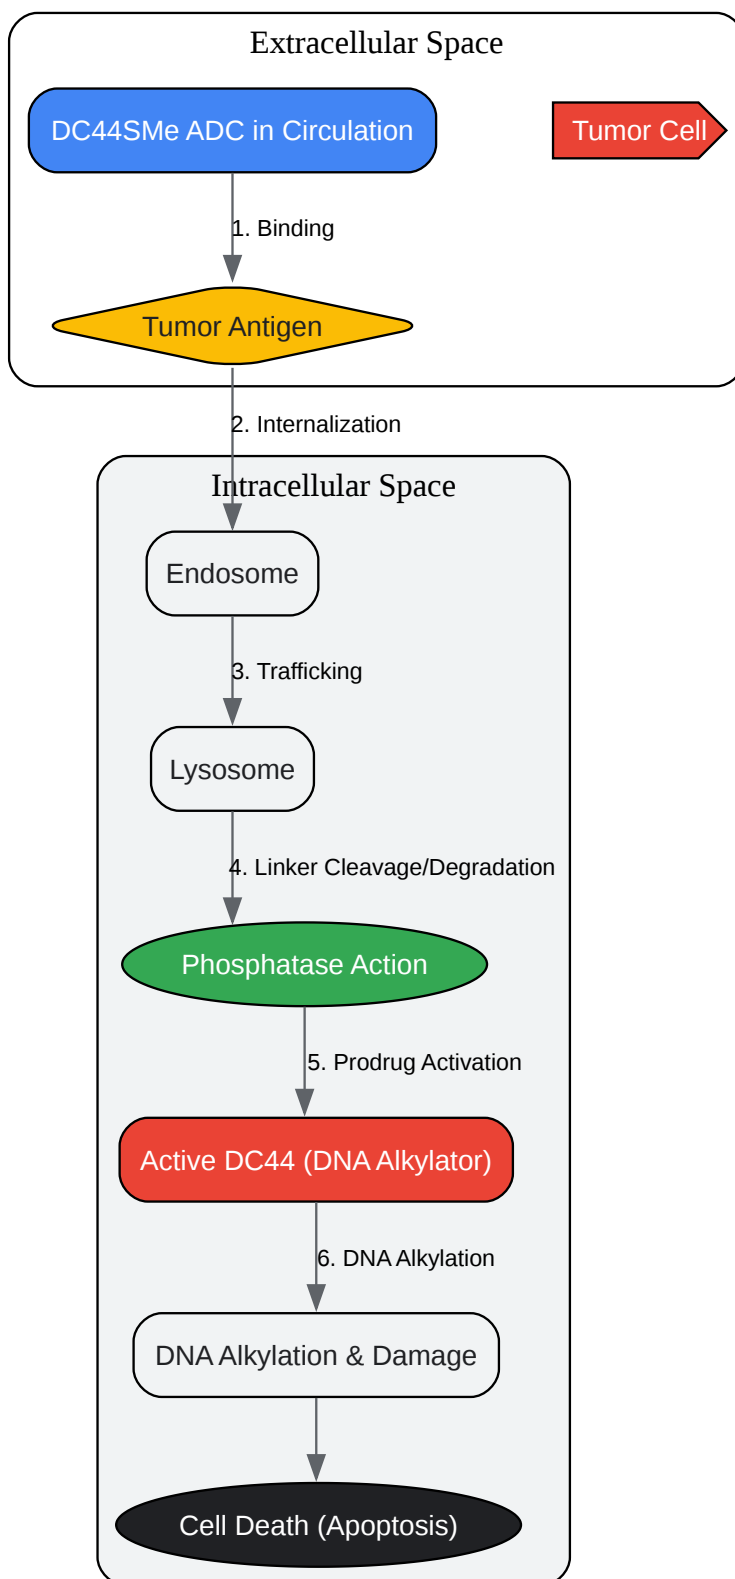 Extracellular Space
DC44SMe ADC in Circulation
Tumor Cell
1. Binding
Tumor Antigen
2. Internalization
Intracellular Space
Endosome
3. Trafficking
Lysosome
4. Linker Cleavage/Degradation
Phosphatase Action
5. Prodrug Activation
Active DC44 (DNA Alkylator)
6. DNA Alkylation
DNA Alkylation & Damage
Cell Death (Apoptosis)